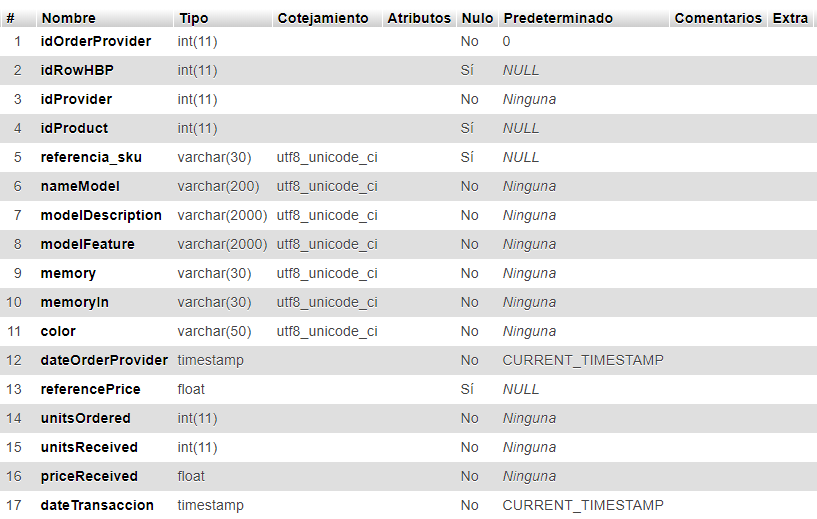 # Nombre Tipo Cotejamiento Atributos Nulo Predeterminado Comentarios Extra
1 idOrderProvider int(11) No 0
2 idRowHBP int(11) Sí NULL
3 idProvider int(11) No Ninguna
4 idProduct int(11) Sí NULL
5 referencia_sku varchar(30) utf8_unicode_ci Sí NULL
6 nameModel varchar(200) utf8_unicode_ci No Ninguna
7 modelDescription varchar(2000) utf8_unicode_ci No Ninguna
8 modelFeature varchar(2000) utf8_unicode_ci No Ninguna
9 memory varchar(30) utf8_unicode_ci No Ninguna
10 memoryIn varchar(30) utf8_unicode_ci No Ninguna
11 color varchar(50) utf8_unicode_ci No Ninguna
12 dateOrderProvider timestamp No CURRENT_TIMESTAMP
13 referencePrice float Sí NULL
14 unitsOrdered int(11) No Ninguna
15 unitsReceived int(11) No Ninguna
16 priceReceived float No Ninguna
17 dateTransaccion timestamp No CURRENT_TIMESTAMP